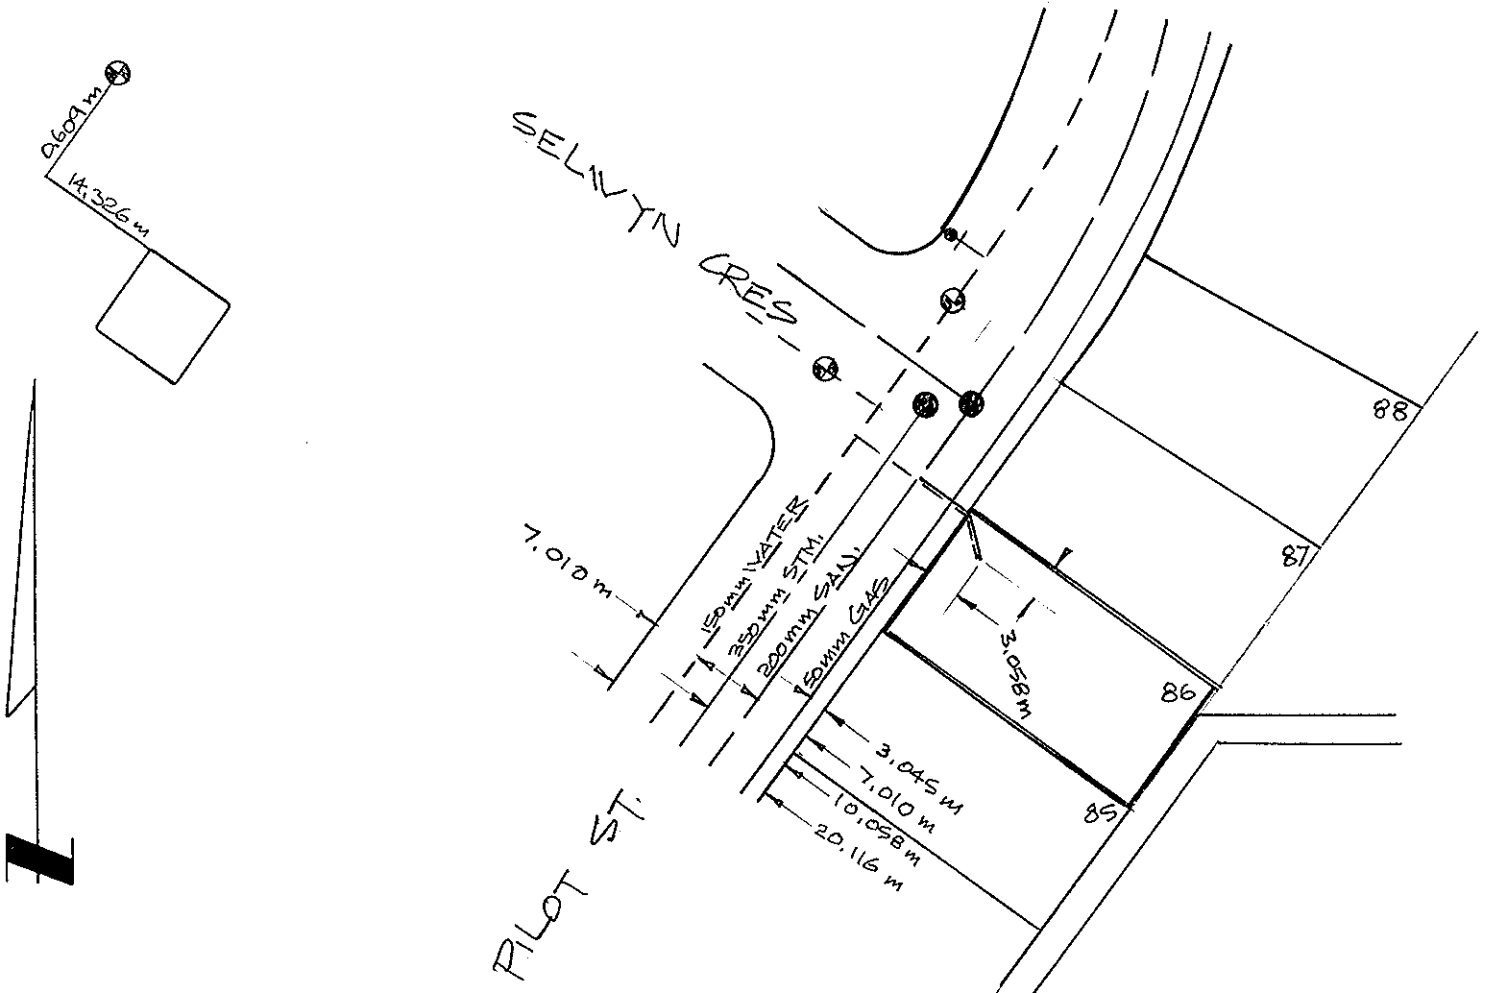 0.609 m
14.326 m
SELWYN CRES
7.010 m
150mm WATER
350mm STM.
200mm SAN.
50mm GAS
88
87
86
85
3.058 m
3.045 m
7.010 m
10.058 m
20.116 m
PILOT ST.